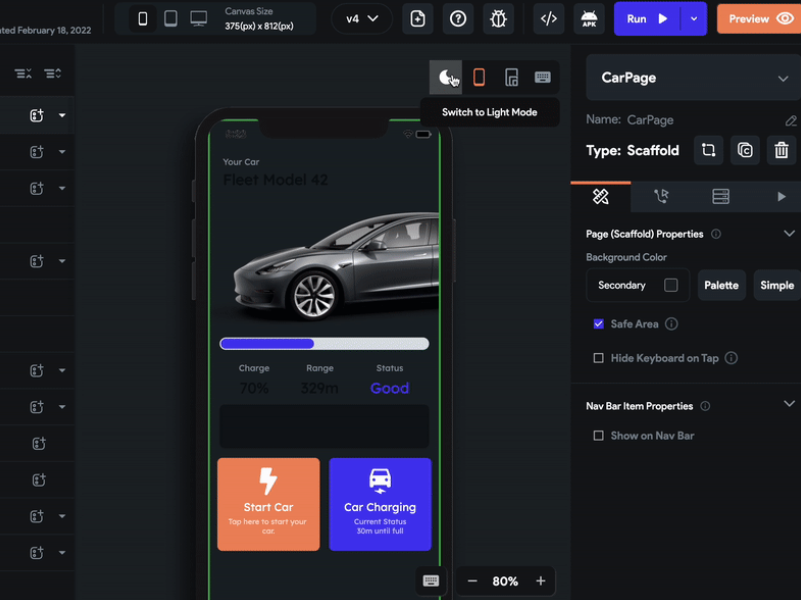 ted February 18, 2022
Canvas Size
375(px) x 812(px)
v4
APK
Run
Preview
Switch to Light Mode
CarPage
Name: CarPage
Type: Scaffold
Page (Scaffold) Properties
Background Color
Secondary
Palette
Simple
Safe Area
Hide Keyboard on Tap
Nav Bar Item Properties
Show on Nav Bar
Your Car
Fleet Model 42
Charge Range Status
70% 329m Good
Start Car
Tap here to start your
car.
Car Charging
Current Status
30m until full
80%